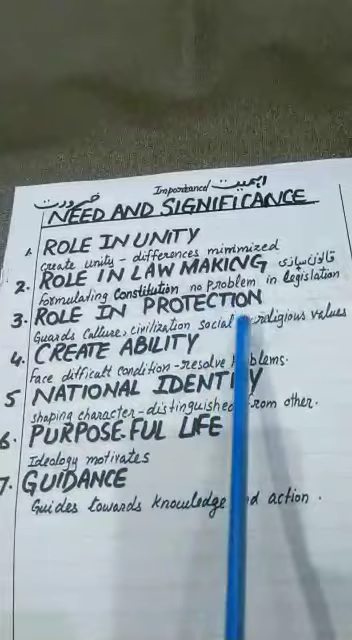 Importance/ اہمیت
ضرورت
NEED AND SIGNIFICANCE
1. ROLE IN UNITY
create unity - differences minimized
2. ROLE IN LAW MAKING قانون سازی
formulating Constitution no problem in legislation
3. ROLE IN PROTECTION
Guards Culture, civilization social religious values
4. CREATE ABILITY
face difficult condition - resolve
5 NATIONAL IDENTITY
shaping character - distinguished from other.
6. PURPOSE-FUL LIFE
Ideology motivates
7. GUIDANCE
Guides towards knowledge and action.